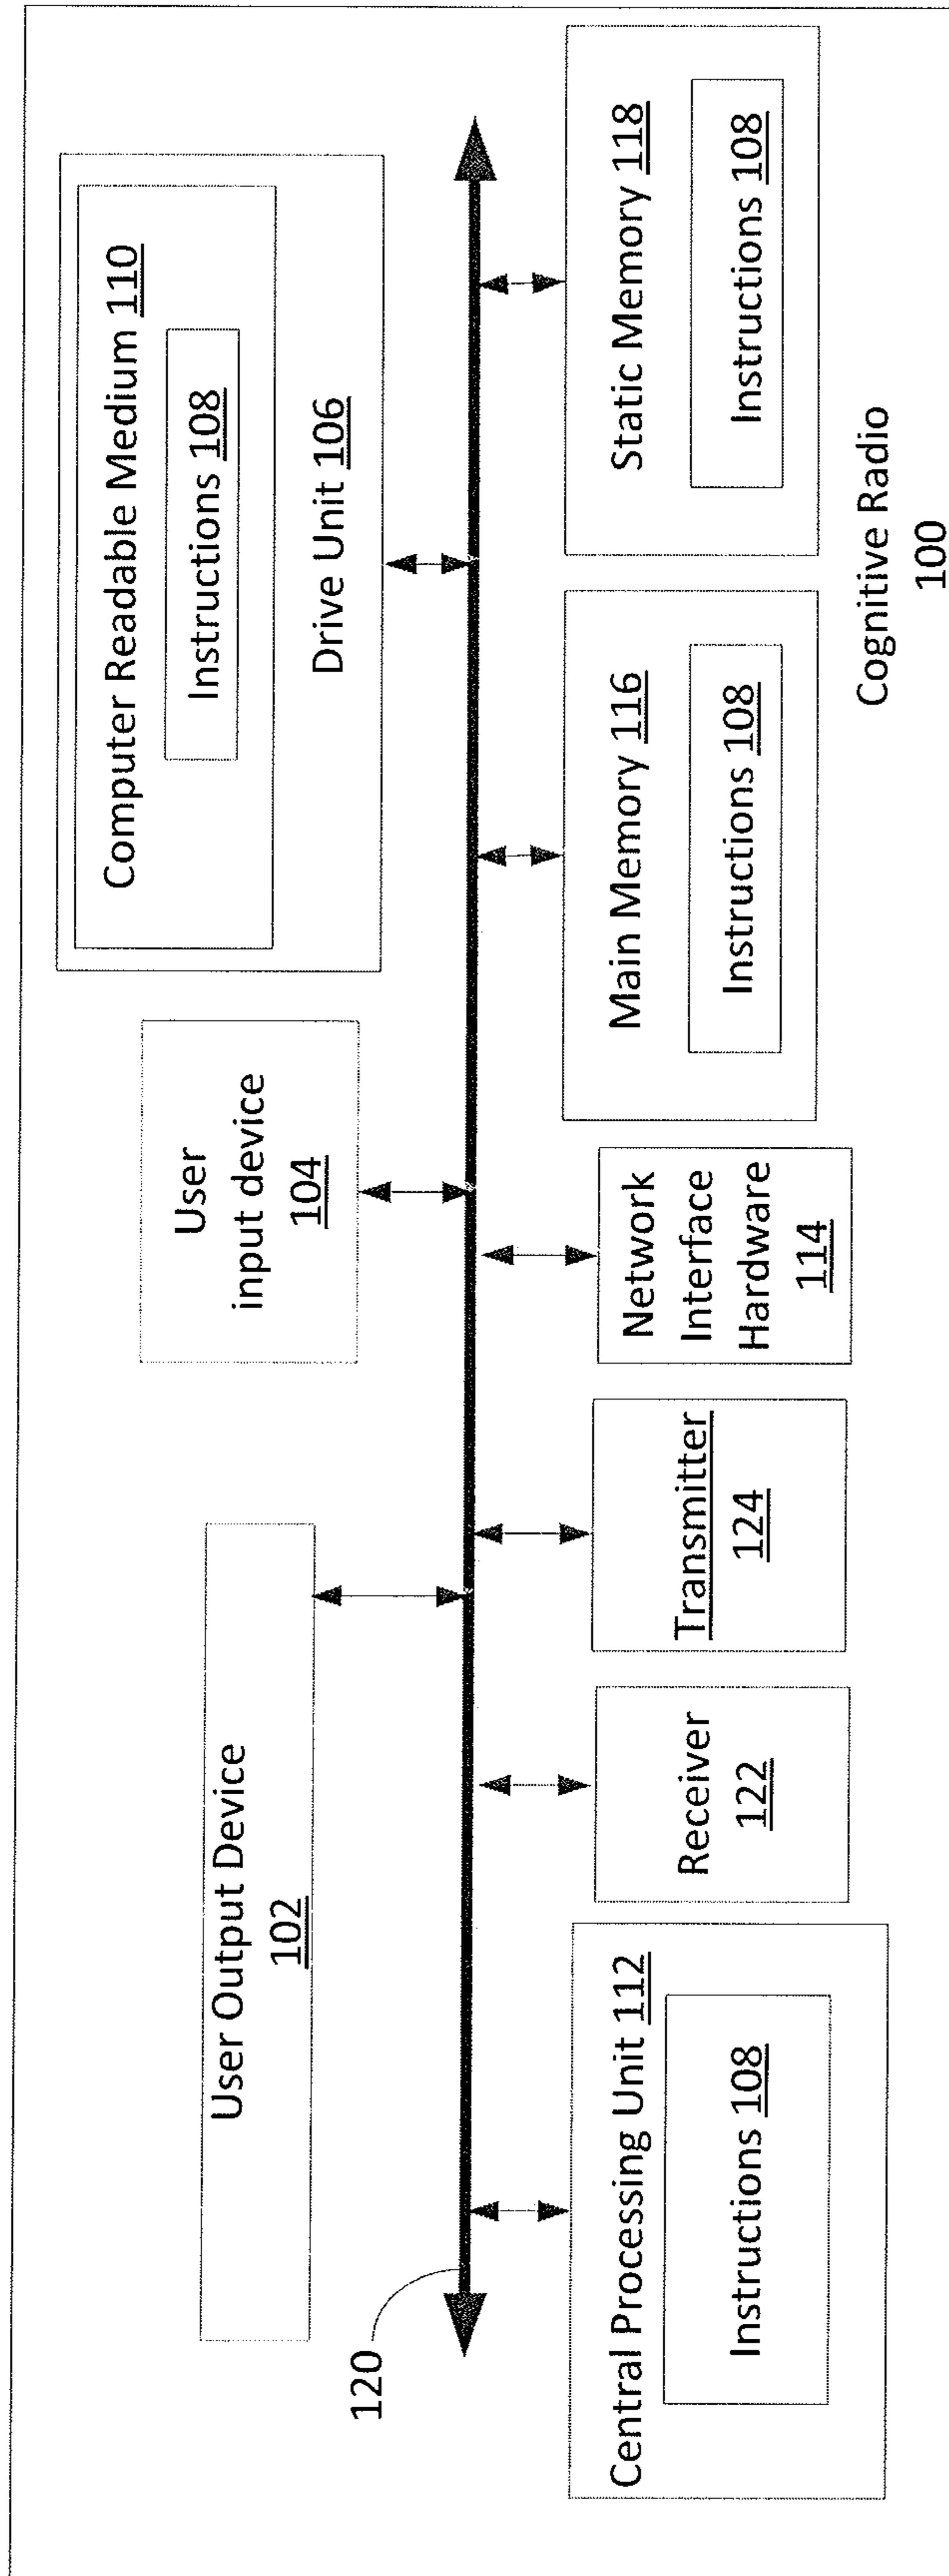 User Output Device
102
User
input device
104
Computer Readable Medium 110
Instructions 108
Drive Unit 106
120
Central Processing Unit 112
Instructions 108
Receiver
122
Transmitter
124
Network
Interface
Hardware
114
Main Memory 116
Instructions 108
Static Memory 118
Instructions 108
Cognitive Radio
100